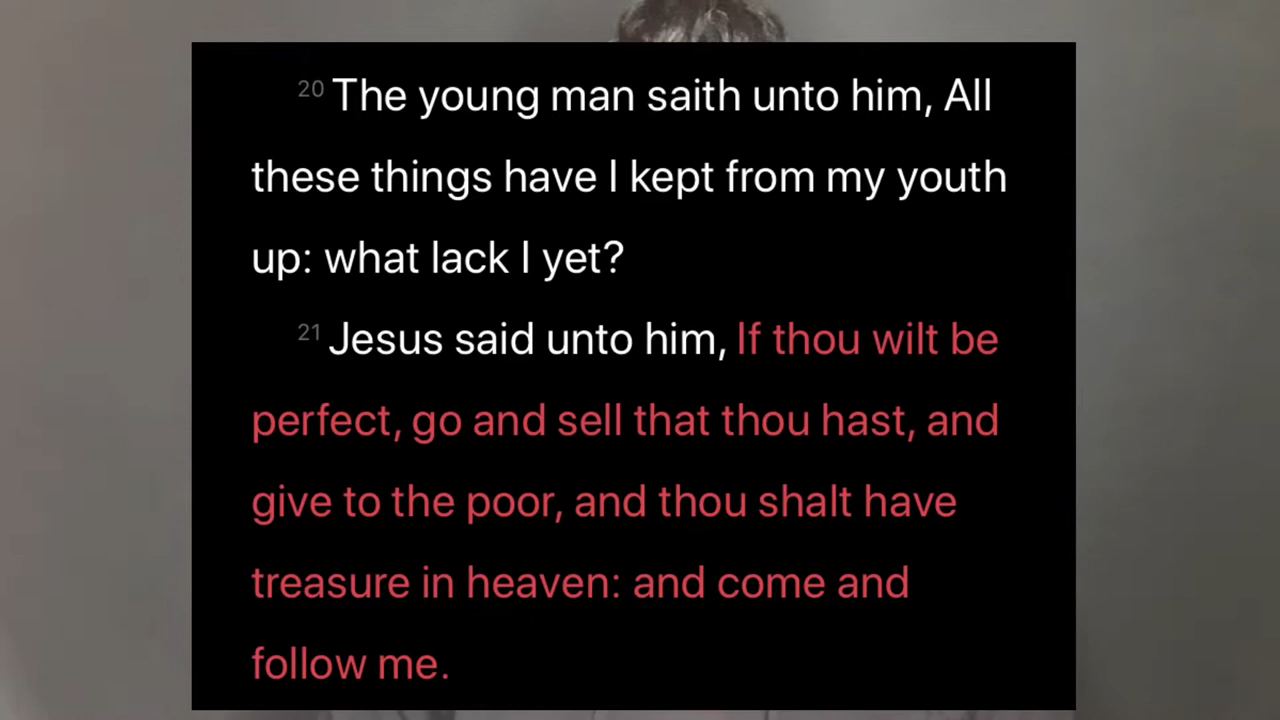 20 The young man saith unto him, All
these things have I kept from my youth
up: what lack I yet?
21 Jesus said unto him, If thou wilt be
perfect, go and sell that thou hast, and
give to the poor, and thou shalt have
treasure in heaven: and come and
follow me.